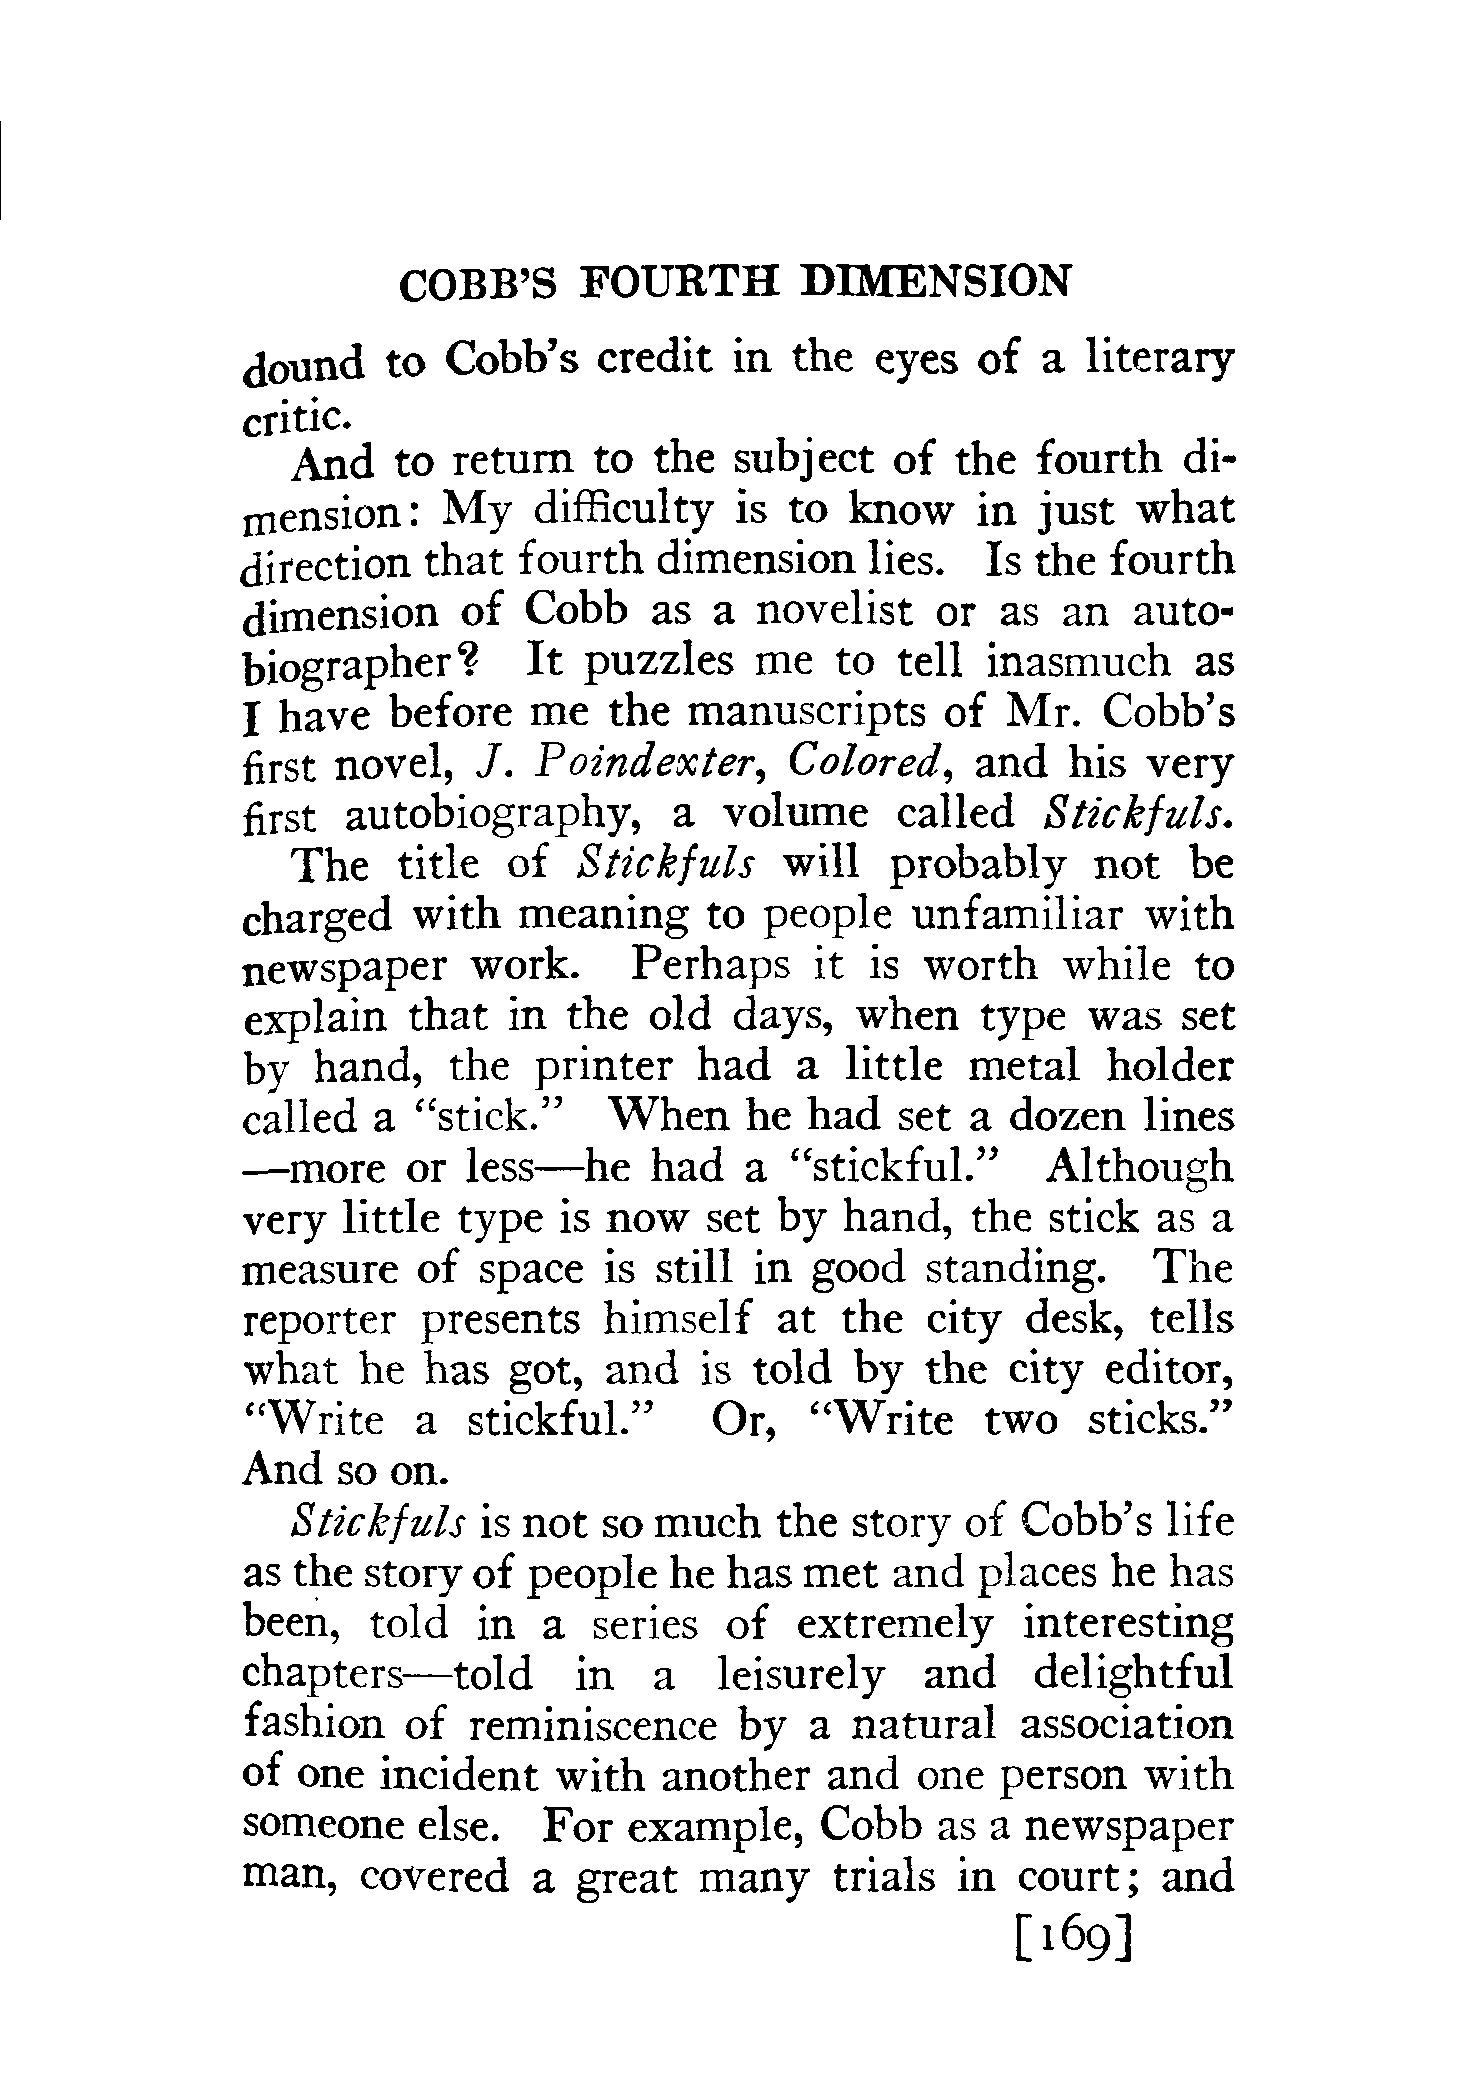 COBB'S FOURTH DIMENSION
dound to Cobb's credit in the eyes of a literary
critic.
And to return to the subject of the fourth di-
mension: My difficulty is to know in just what
direction that fourth dimension lies. Is the fourth
dimension of Cobb as a novelist or as an auto-
biographer? It puzzles me to tell inasmuch as
I have before me the manuscripts of Mr. Cobb's
first novel, J. Poindexter, Colored, and his very
first autobiography, a volume called Stickfuls.
The title of Stickfuls will probably not be
charged with meaning to people unfamiliar with
newspaper work. Perhaps it is worth while to
explain that in the old days, when type was set
by hand, the printer had a little metal holder
called a "stick." When he had set a dozen lines
—more or less—he had a "stickful." Although
very little type is now set by hand, the stick as a
measure of space is still in good standing. The
reporter presents himself at the city desk, tells
what he has got, and is told by the city editor,
"Write a stickful." Or, "Write two sticks."
And so on.
Stickfuls is not so much the story of Cobb's life
as the story of people he has met and places he has
been, told in a series of extremely interesting
chapters—told in a leisurely and delightful
fashion of reminiscence by a natural association
of one incident with another and one person with
someone else. For example, Cobb as a newspaper
man, covered a great many trials in court; and
[169]